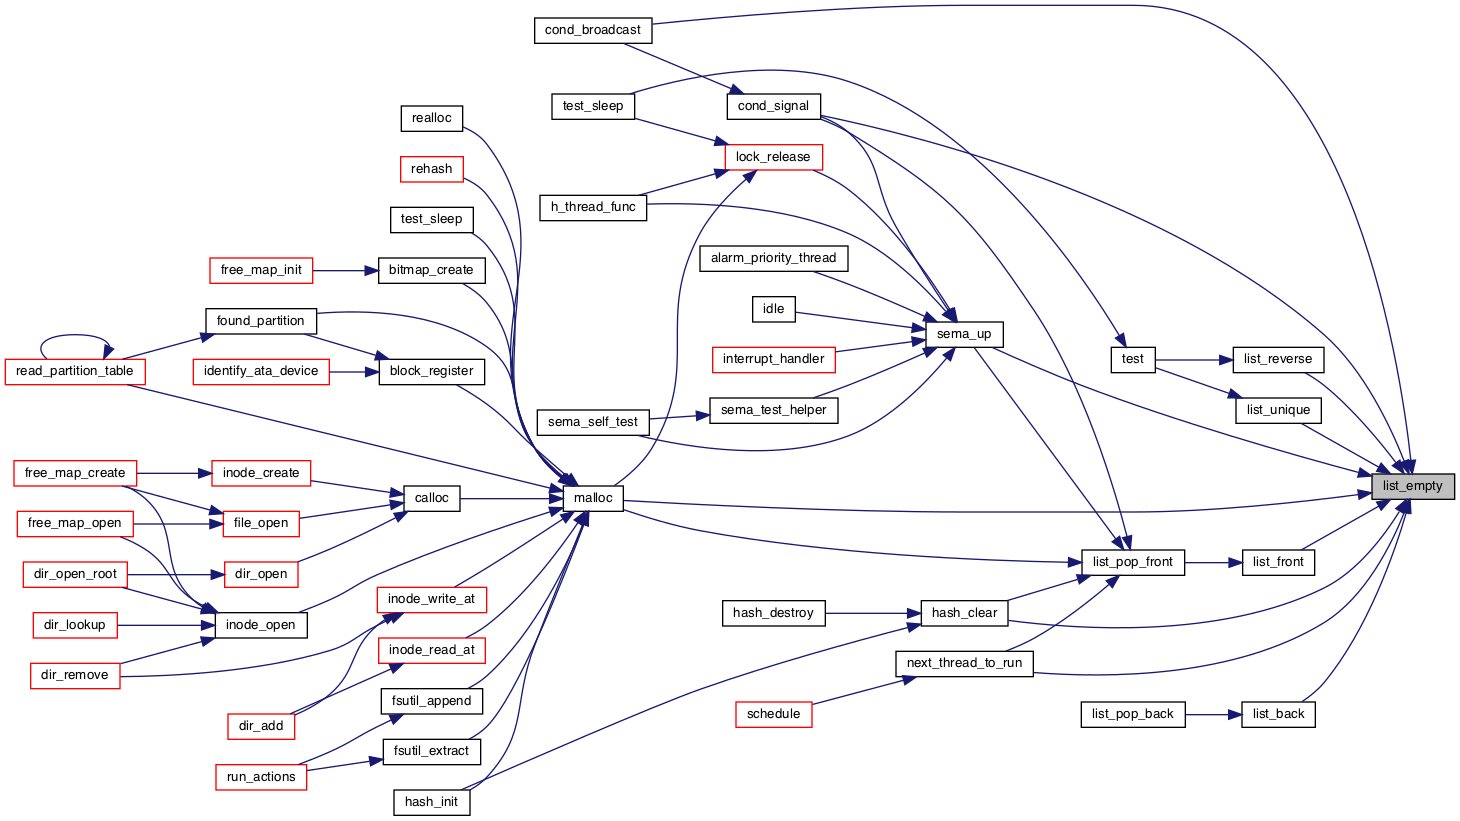 cond_broadcast
test_sleep
cond_signal
realloc
lock_release
rehash
h_thread_func
test_sleep
alarm_priority_thread
free_map_init
bitmap_create
idle
found_partition
sema_up
read_partition_table
identify_ata_device
block_register
interrupt_handler
test
list_reverse
sema_self_test
sema_test_helper
list_unique
free_map_create
inode_create
calloc
malloc
list_empty
free_map_open
file_open
dir_open_root
dir_open
list_pop_front
list_front
inode_write_at
dir_lookup
inode_open
hash_destroy
hash_clear
dir_remove
inode_read_at
next_thread_to_run
fsutil_append
dir_add
schedule
list_pop_back
list_back
fsutil_extract
run_actions
hash_init